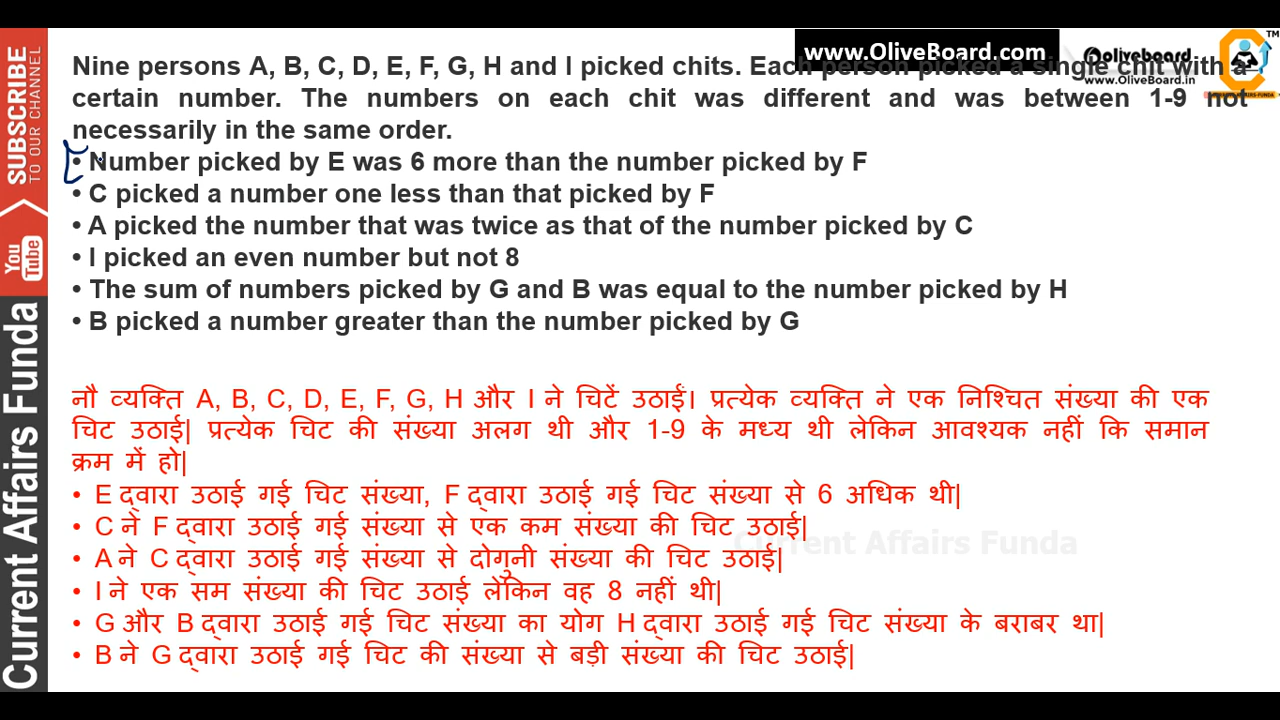 SUBSCRIBE
TO OUR CHANNEL
You
Tube
Current Affairs Funda
www.OliveBoard.com
oliveboard
www.OliveBoard.in
TM
Nine persons A, B, C, D, E, F, G, H and I picked chits. Each person picked a single chit with a
certain number. The numbers on each chit was different and was between 1-9 not
necessarily in the same order.
• Number picked by E was 6 more than the number picked by F
• C picked a number one less than that picked by F
• A picked the number that was twice as that of the number picked by C
• I picked an even number but not 8
• The sum of numbers picked by G and B was equal to the number picked by H
• B picked a number greater than the number picked by G
नौ व्यक्ति A, B, C, D, E, F, G, H और I ने चिटें उठाईं। प्रत्येक व्यक्ति ने एक निश्चित संख्या की एक
चिट उठाई| प्रत्येक चिट की संख्या अलग थी और 1-9 के मध्य थी लेकिन आवश्यक नहीं कि समान
क्रम में हो|
• E द्वारा उठाई गई चिट संख्या, F द्वारा उठाई गई चिट संख्या से 6 अधिक थी|
• C ने F द्वारा उठाई गई संख्या से एक कम संख्या की चिट उठाई|
• A ने C द्वारा उठाई गई संख्या से दोगुनी संख्या की चिट उठाई|
• I ने एक सम संख्या की चिट उठाई लेकिन वह 8 नहीं थी|
• G और B द्वारा उठाई गई चिट संख्या का योग H द्वारा उठाई गई चिट संख्या के बराबर था|
• B ने G द्वारा उठाई गई चिट की संख्या से बड़ी संख्या की चिट उठाई|
Current Affairs Funda